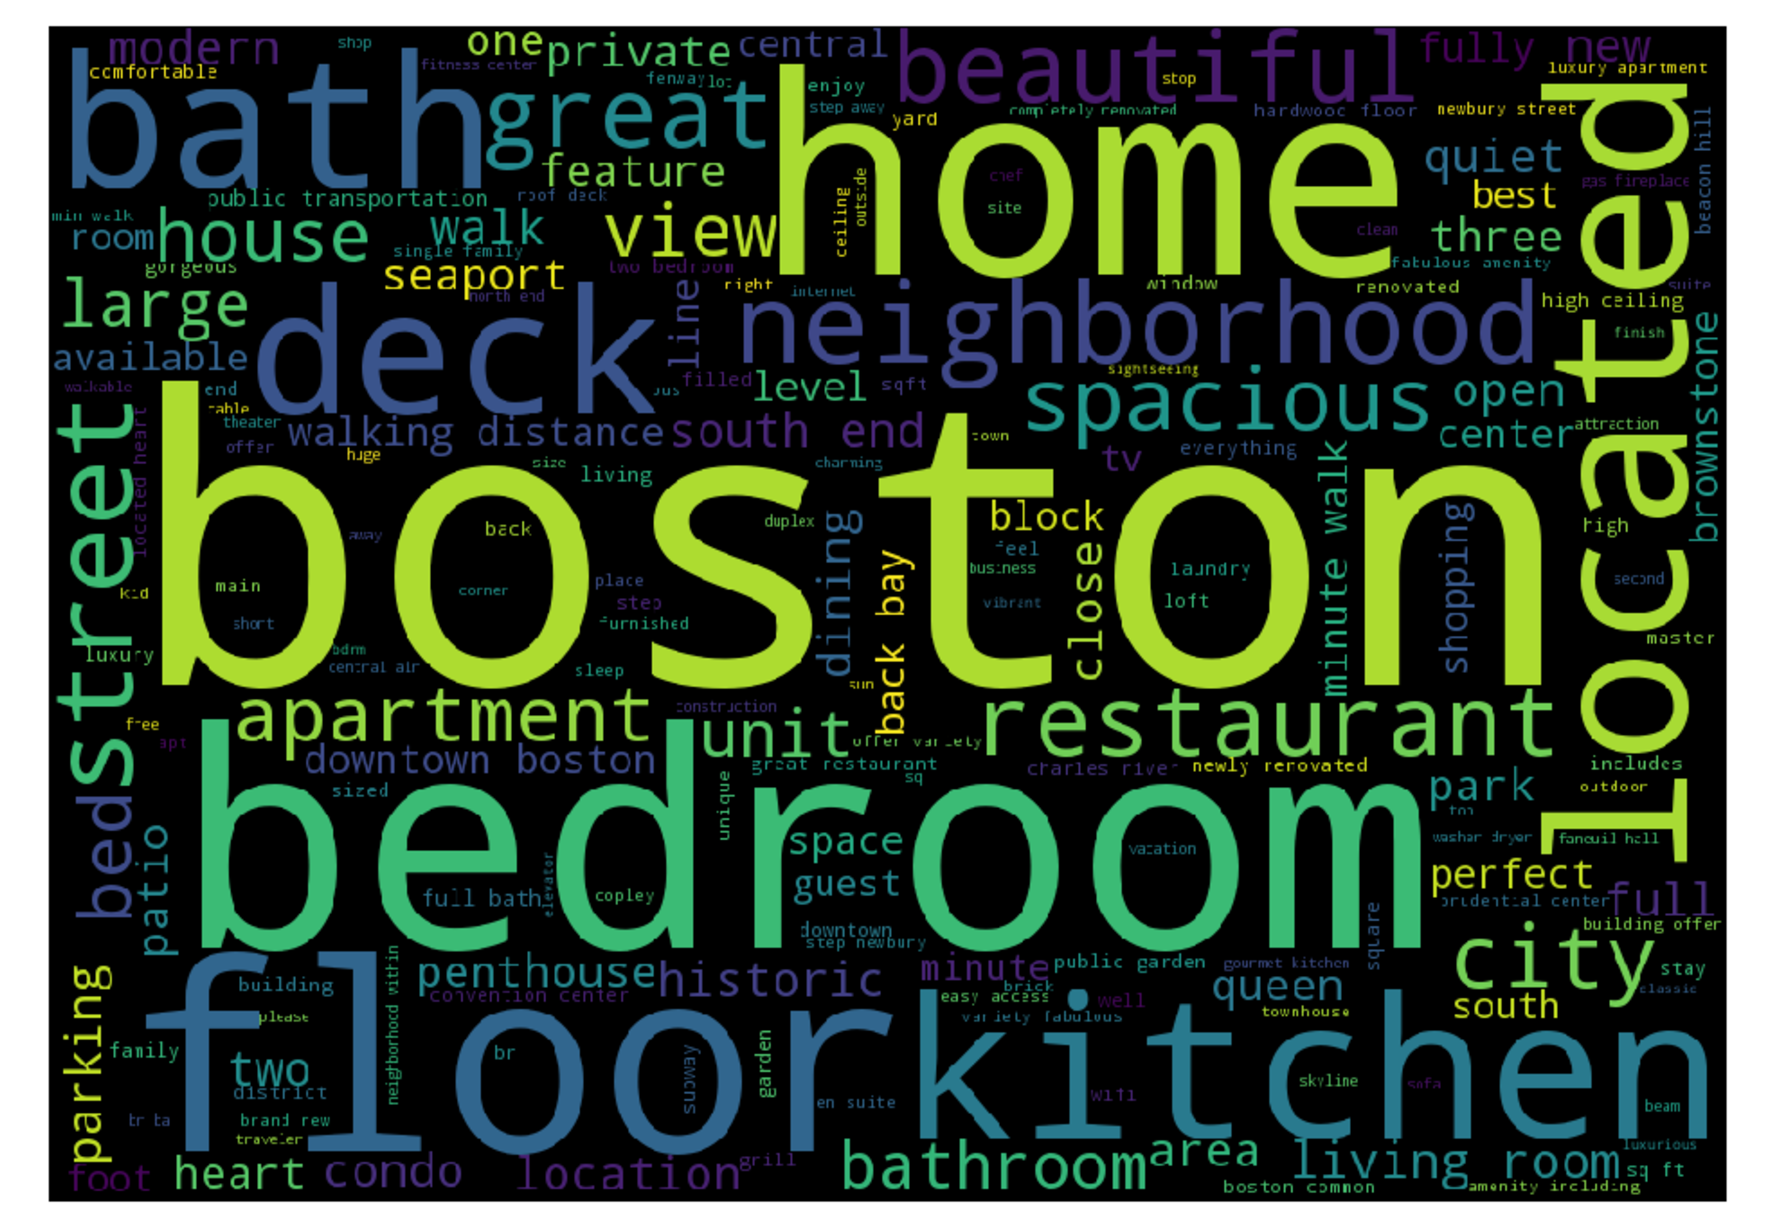 modern
shop
one
private
central
beautiful
fully new
comfortable
fitness center
fenway
lot
enjoy
stop
luxury apartment
bath
great
home
step away
yard
completely renovated
newbury street
located
feature
quiet
beacon hill
public transportation
roof deck
ceiling
outside
chef
site
best
gas fireplace
min walk
room
house
walk
view
clean
three
single family
gorgeous
seaport
two bedroom
fabulous amenity
north end
right
internet
window
renovated
suite
large
deck
line
neighborhood
high ceiling
finish
brownstone
available
walkable
end
filled
level
sqft
sightseeing
spacious
open
street
theater
walking distance
south end
town
center
attraction
located heart
offer
huge
size
living
charming
tv
everything
minute walk
boston
back
duplex
dining
block
close
shopping
high
away
feel
business
laundry
second
kid
main
corner
place
step
furnished
back bay
vibrant
loft
short
luxury
bdrm
central air
sleep
sun
master
free
apartment
construction
unit
restaurant
apt
downtown boston
offer variety
great restaurant
sq
charles river
newly renovated
includes
bed
sized
unique
park
outdoor
bedroom
patio
space
vacation
washer dryer
faneuil hall
full bath
elevator
copley
guest
perfect
prudential center
full
downtown
step newbury
square
building offer
city
parking
penthouse
historic
minute
public garden
gourmet kitchen
stay
building
neighborhood within
convention center
easy access
brick
well
queen
classic
please
variety fabulous
townhouse
south
floor
kitchen
family
two
district
br
subway
garden
skyline
sofa
en suite
wifi
beam
traveler
foot
heart
condo
location
grill
bathroom
area
living room
luxurious
sq ft
boston common